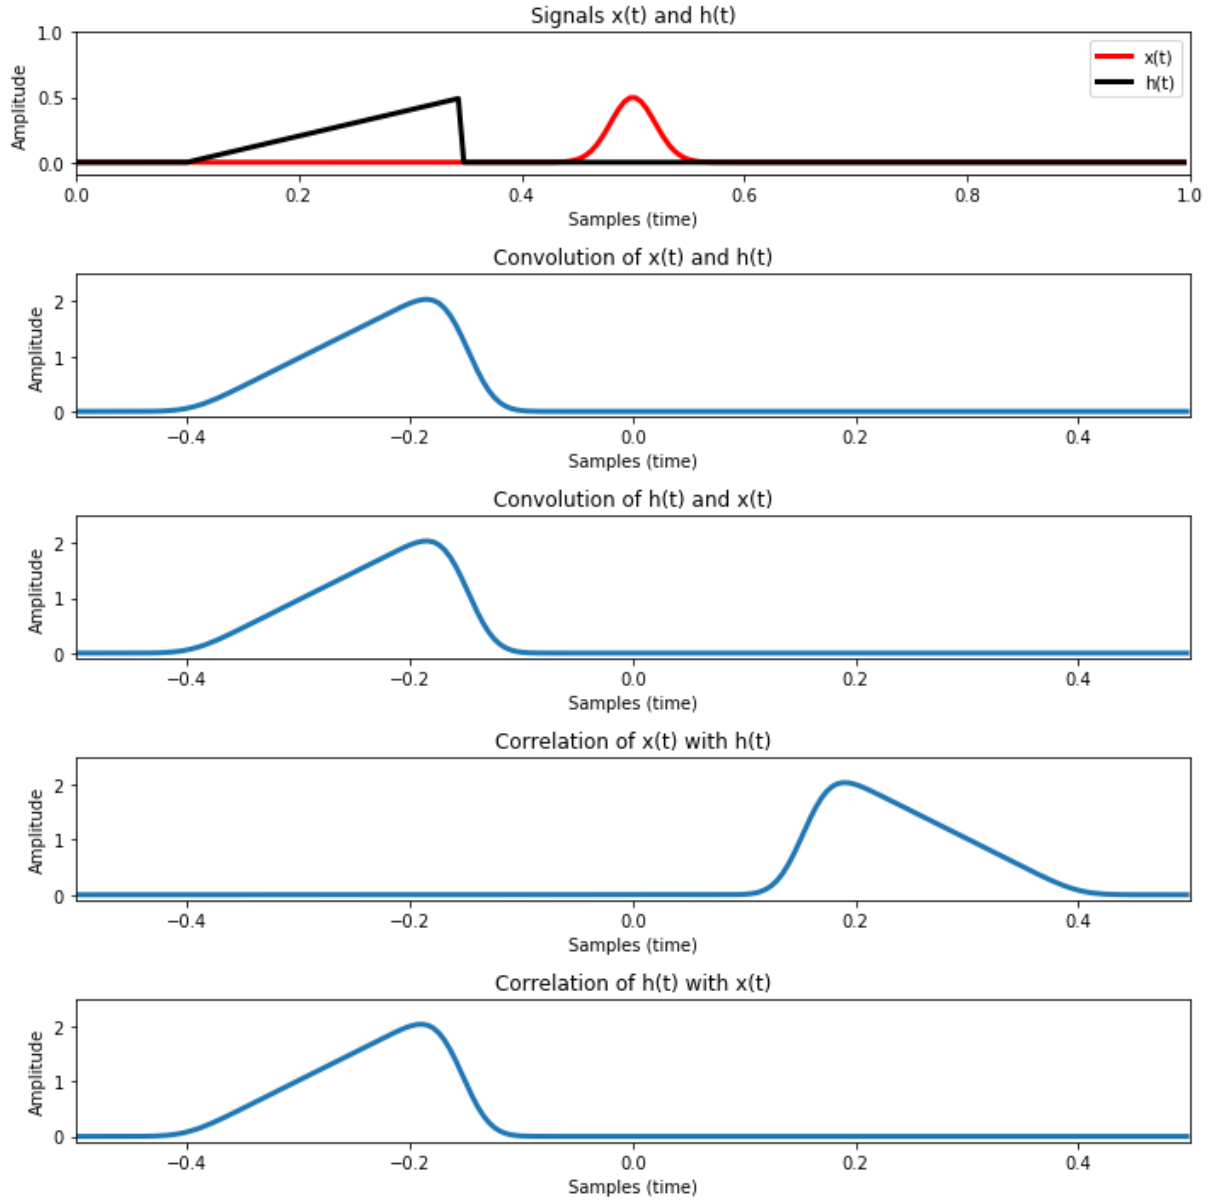 Signals x(t) and h(t)
Amplitude
1.0
0.5
0.0
x(t)
h(t)
0.0 0.2 0.4 0.6 0.8 1.0
Samples (time)
Convolution of x(t) and h(t)
Amplitude
2
1
0
−0.4 −0.2 0.0 0.2 0.4
Samples (time)
Convolution of h(t) and x(t)
Amplitude
2
1
0
−0.4 −0.2 0.0 0.2 0.4
Samples (time)
Correlation of x(t) with h(t)
Amplitude
2
1
0
−0.4 −0.2 0.0 0.2 0.4
Samples (time)
Correlation of h(t) with x(t)
Amplitude
2
1
0
−0.4 −0.2 0.0 0.2 0.4
Samples (time)